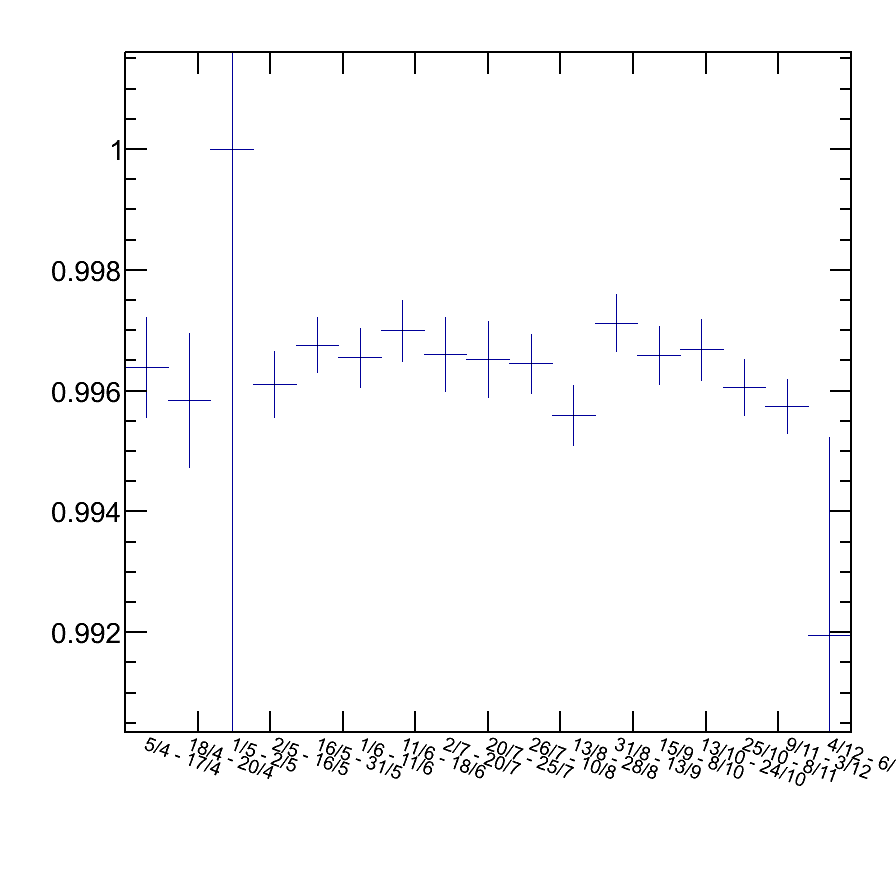 1
0.998
0.996
0.994
0.992
5/4 - 17/4
18/4 - 20/4
1/5 - 2/5
2/5 - 16/5
16/5 - 31/5
1/6 - 11/6
11/6 - 18/6
2/7 - 20/7
20/7 - 25/7
26/7 - 10/8
13/8 - 28/8
31/8 - 13/9
15/9 - 8/10
13/10 - 24/10
25/10 - 8/11
9/11 - 3/12
4/12 - 6/